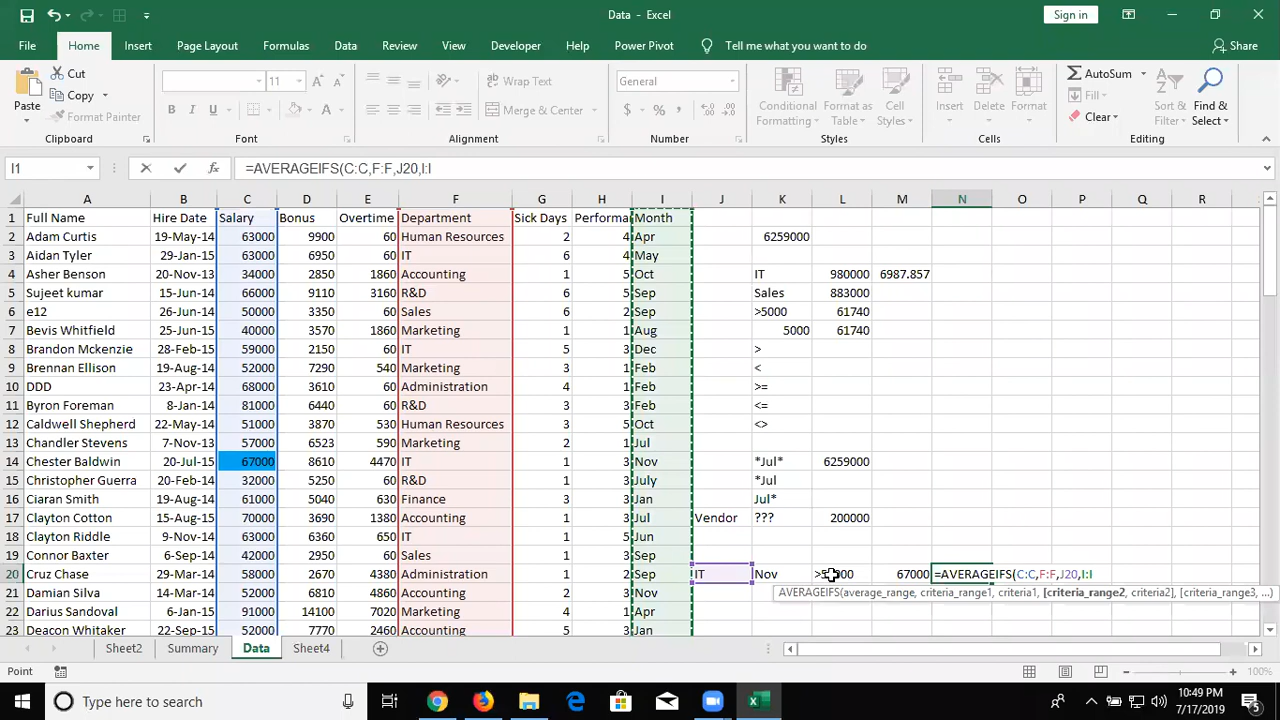 Data - Excel
Sign in
File Home Insert Page Layout Formulas Data Review View Developer Help Power Pivot Tell me what you want to do Share
Paste Cut Copy Format Painter
11 Wrap Text Merge & Center
General
Conditional Formatting Format as Table Cell Styles
Insert Delete Format
AutoSum Fill Clear Sort & Filter Find & Select
Clipboard Font Alignment Number Styles Cells Editing
I1 =AVERAGEIFS(C:C,F:F,J20,I:I
A B C D E F G H I J K L M N O P Q R
1 Full Name Hire Date Salary Bonus Overtime Department Sick Days Performa Month
2 Adam Curtis 19-May-14 63000 9900 60 Human Resources 2 4 Apr 6259000
3 Aidan Tyler 29-Jan-15 63000 6950 60 IT 6 4 May
4 Asher Benson 20-Nov-13 34000 2850 1860 Accounting 1 5 Oct IT 980000 6987.857
5 Sujeet kumar 15-Jun-14 66000 9110 3160 R&D 6 5 Sep Sales 883000
6 e12 26-Jun-14 50000 3350 60 Sales 6 2 Sep >5000 61740
7 Bevis Whitfield 25-Jun-15 40000 3570 1860 Marketing 1 1 Aug 5000 61740
8 Brandon Mckenzie 28-Feb-15 59000 2150 60 IT 5 3 Dec >
9 Brennan Ellison 19-Aug-14 52000 7290 540 Marketing 3 1 Feb <
10 DDD 23-Apr-14 68000 3610 60 Administration 4 1 Feb >=
11 Byron Foreman 8-Jan-14 81000 6440 60 R&D 3 3 Feb <=
12 Caldwell Shepherd 22-May-14 51000 3870 530 Human Resources 3 5 Oct <>
13 Chandler Stevens 7-Nov-13 57000 6523 590 Marketing 2 1 Jul
14 Chester Baldwin 20-Jul-15 67000 8610 4470 IT 1 3 Nov *Jul* 6259000
15 Christopher Guerra 20-Feb-14 32000 5250 60 R&D 1 3 July *Jul
16 Ciaran Smith 19-Aug-14 61000 5040 630 Finance 3 3 Jan Jul*
17 Clayton Cotton 15-Aug-15 70000 3690 1380 Accounting 1 3 Jul Vendor ??? 200000
18 Clayton Riddle 9-Nov-14 63000 6360 650 IT 1 5 Jun
19 Connor Baxter 6-Sep-14 42000 2950 60 Sales 1 3 Sep
20 Cruz Chase 29-Mar-14 58000 2670 4380 Administration 1 2 Sep IT Nov 67000 =AVERAGEIFS(C:C,F:F,J20,I:I
AVERAGEIFS(average_range, criteria_range1, criteria1, [criteria_range2, criteria2], [criteria_range3, ...)
21 Damian Silva 14-Mar-14 52000 6810 4860 Accounting 2 3 Nov
22 Darius Sandoval 6-Mar-14 91000 14100 7020 Marketing 4 1 Apr
23 Deacon Whitaker 22-Sep-15 52000 7770 2460 Accounting 5 3 Jan
Sheet2 Summary Data Sheet4
Point 100%
Type here to search
10:49 PM
7/17/2019
5